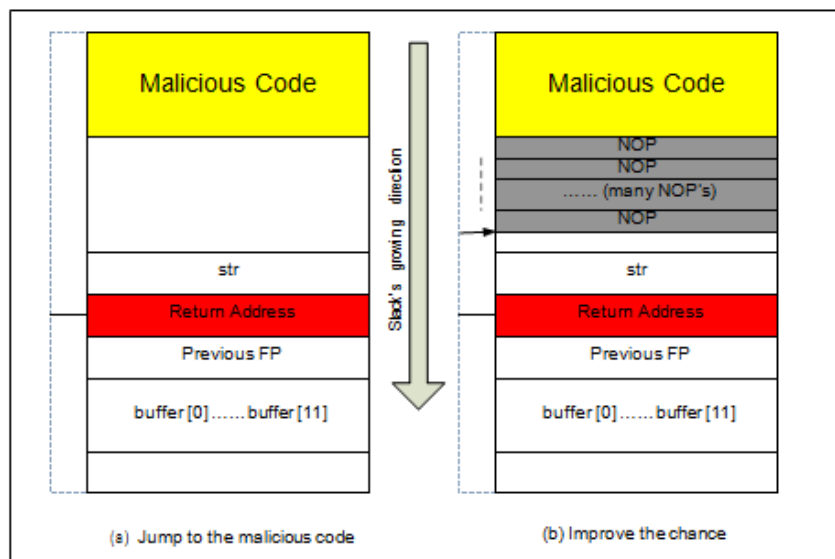 Malicious Code
str
Return Address
Previous FP
buffer [0] …… buffer [11]
(a) Jump to the malicious code
Stack's growing direction
Malicious Code
NOP
NOP
…… (many NOP's)
NOP
str
Return Address
Previous FP
buffer [0] …… buffer [11]
(b) Improve the chance